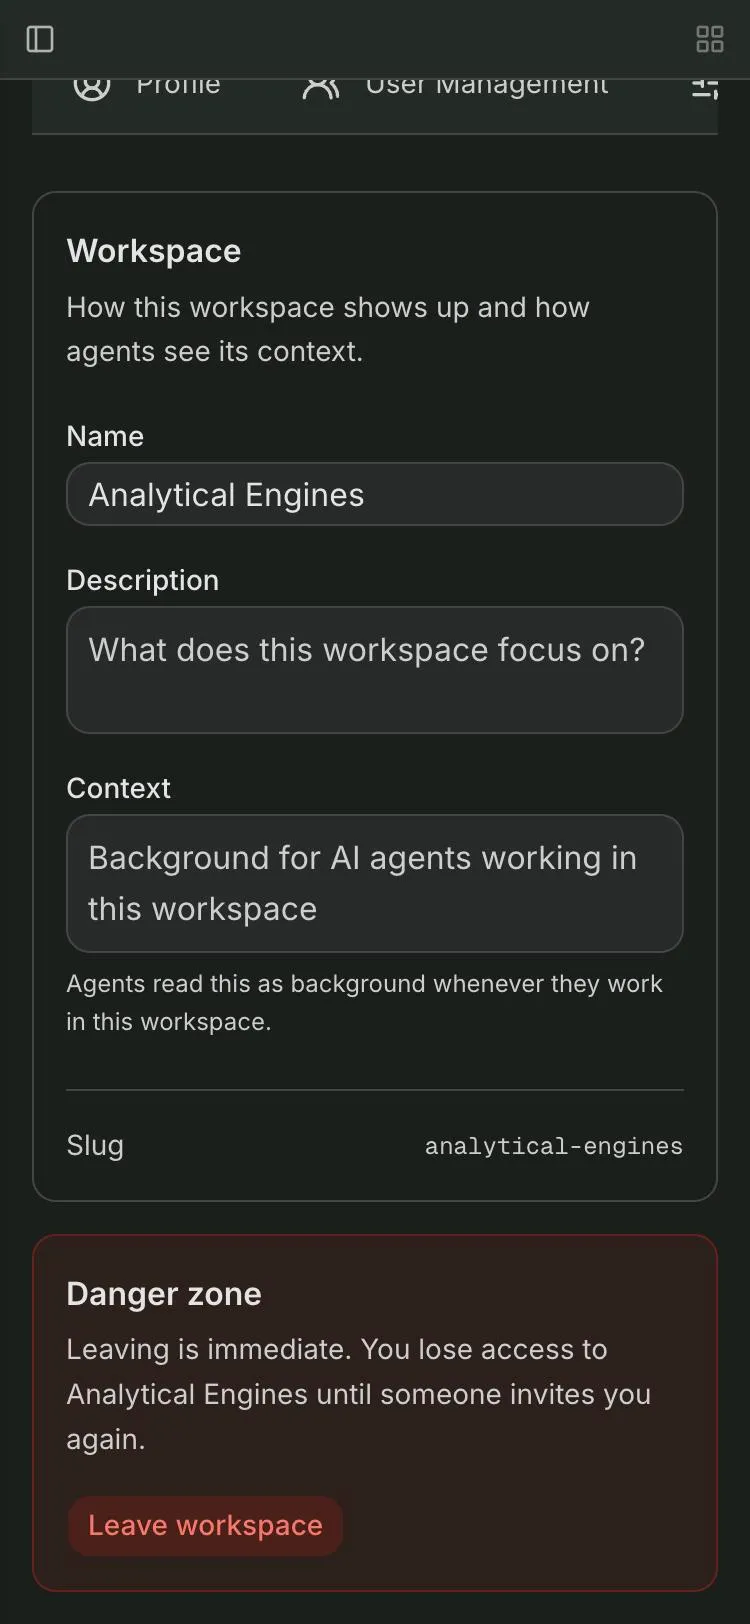 Profile
User Management
Workspace
How this workspace shows up and how
agents see its context.
Name
Analytical Engines
Description
What does this workspace focus on?
Context
Background for AI agents working in
this workspace
Agents read this as background whenever they work
in this workspace.
Slug
analytical-engines
Danger zone
Leaving is immediate. You lose access to
Analytical Engines until someone invites you
again.
Leave workspace